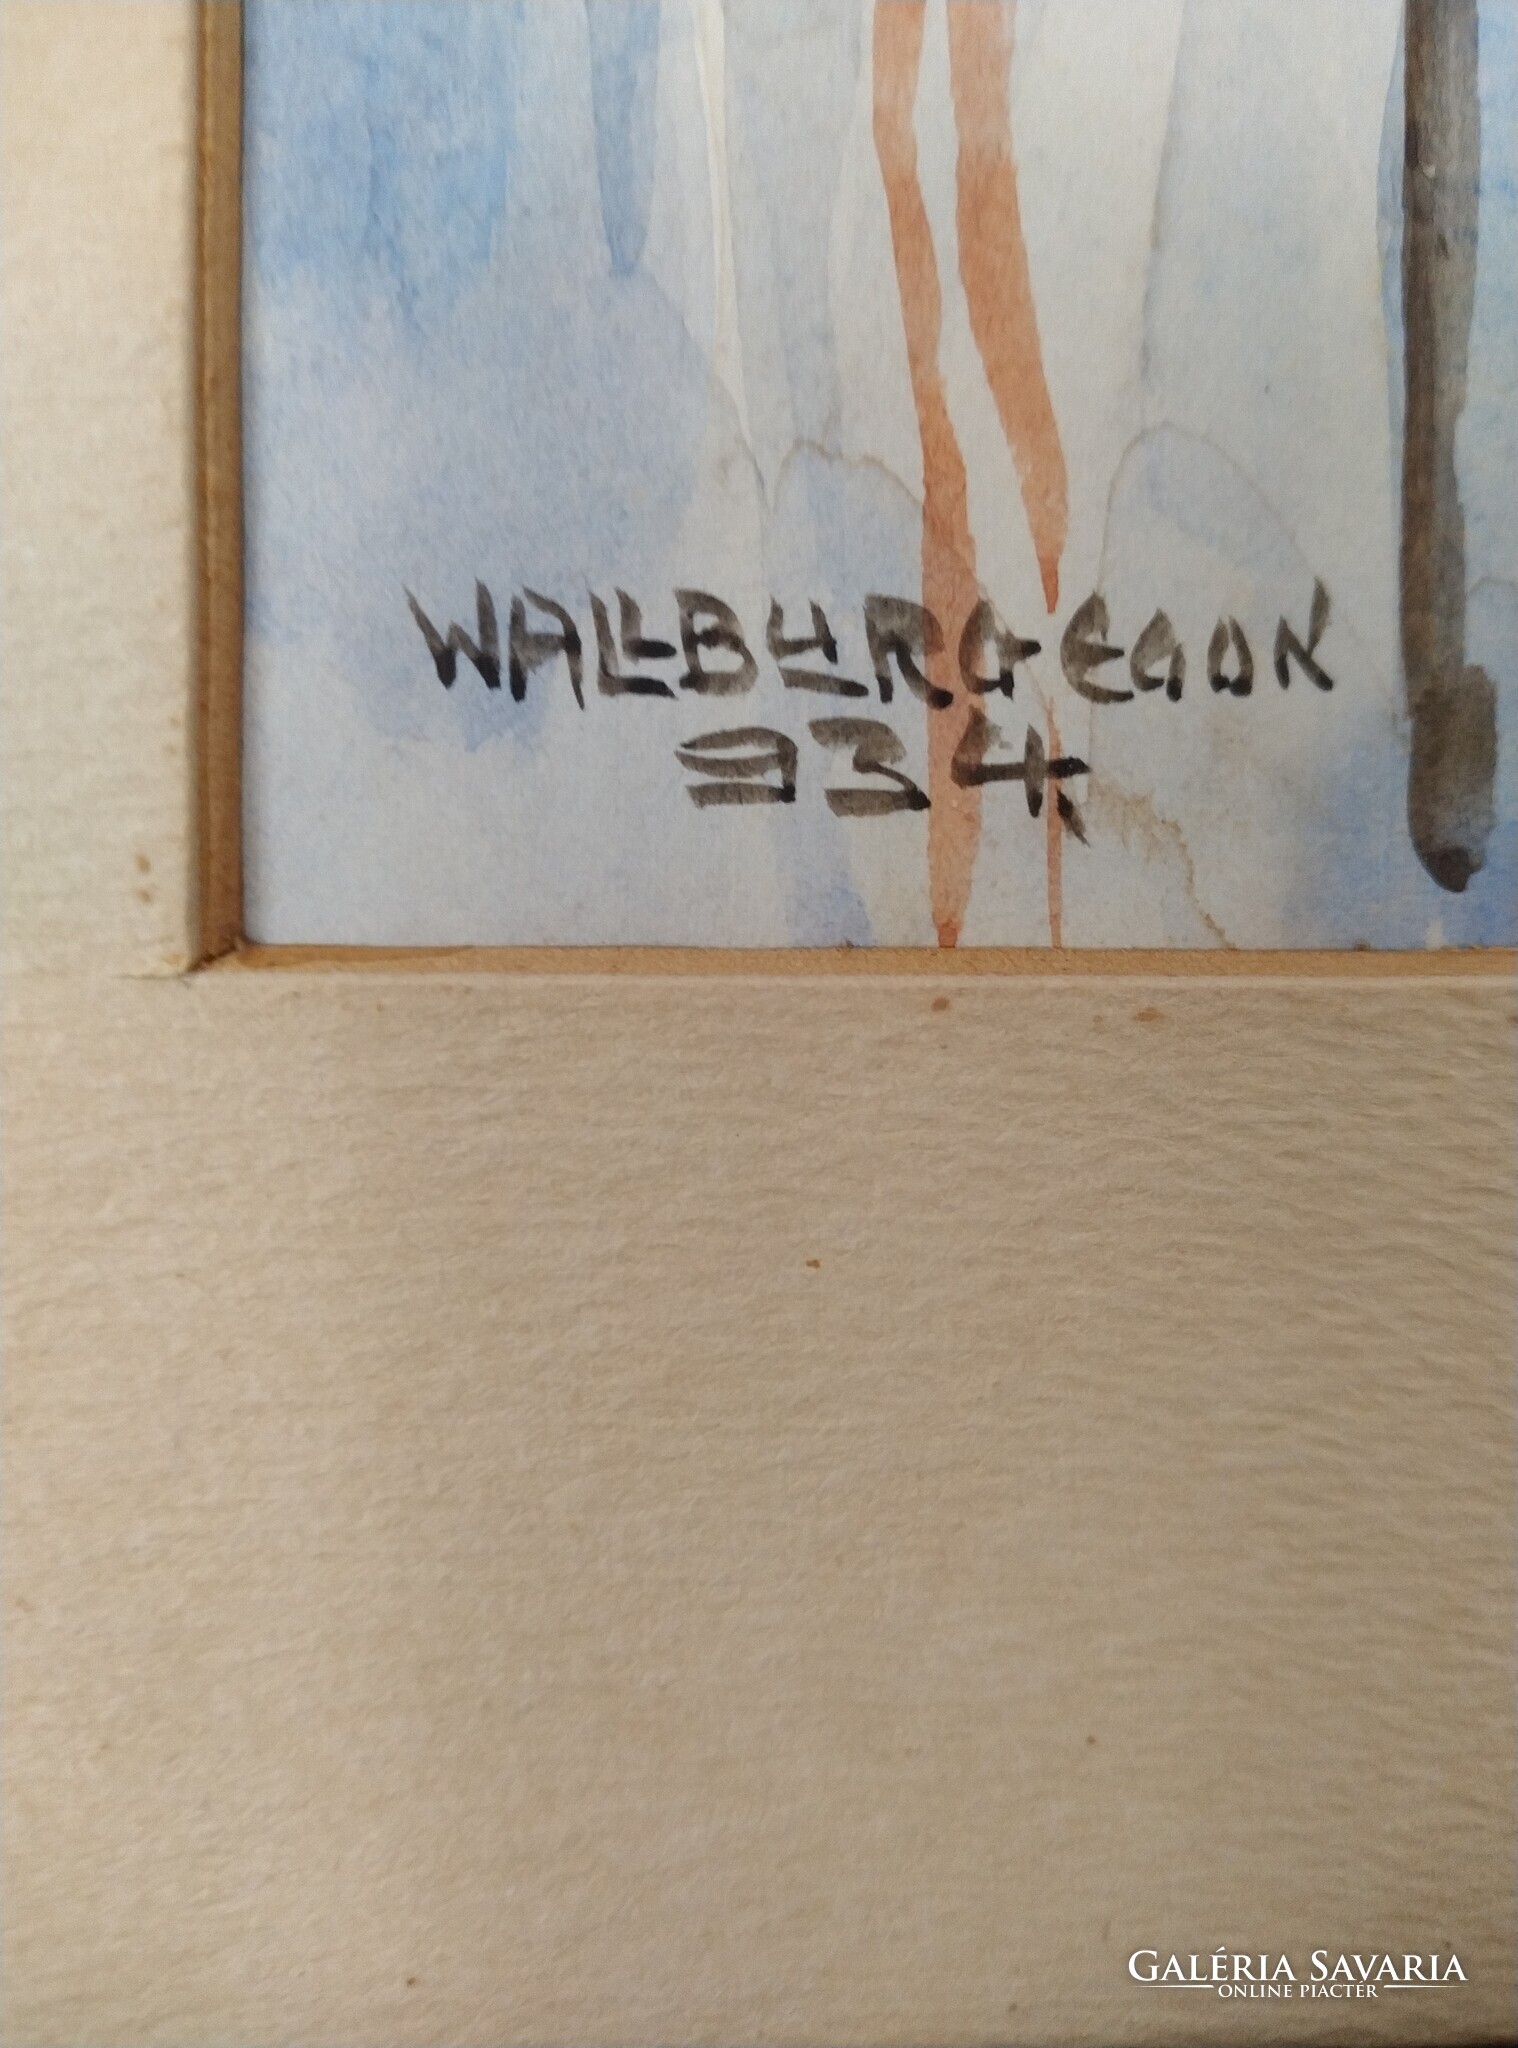 WALLBURG EGON
934
GALÉRIA SAVARIA
ONLINE PIACTÉR